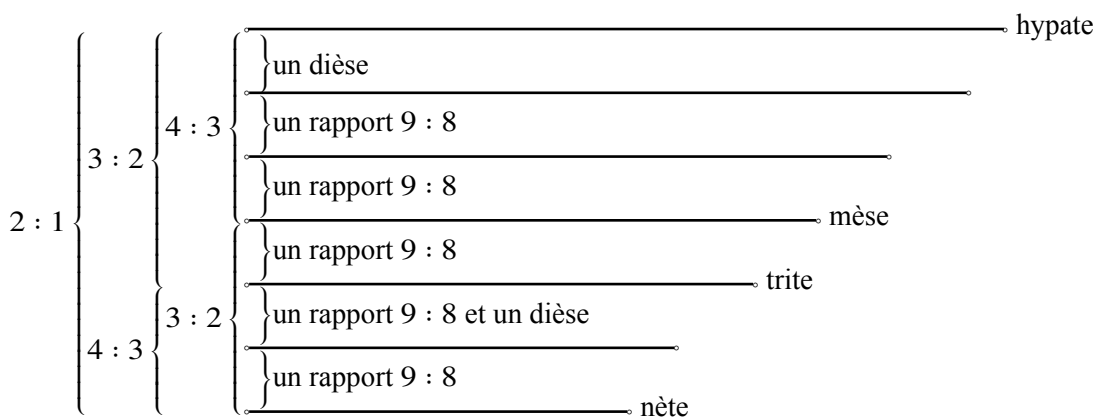 hypate
un dièse
4 : 3
un rapport 9 : 8
3 : 2
un rapport 9 : 8
2 : 1
mèse
un rapport 9 : 8
trite
3 : 2
un rapport 9 : 8 et un dièse
4 : 3
un rapport 9 : 8
nète